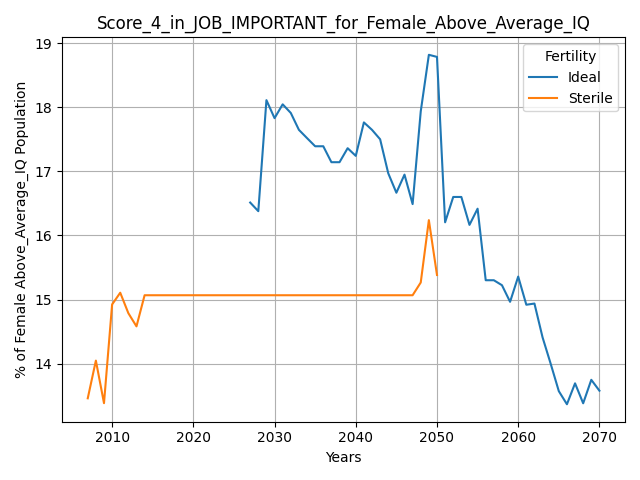 Score_4_in_JOB_IMPORTANT_for_Female_Above_Average_IQ
% of Female Above_Average_IQ Population
19
18
17
16
15
14
Fertility
Ideal
Sterile
2010 2020 2030 2040 2050 2060 2070
Years